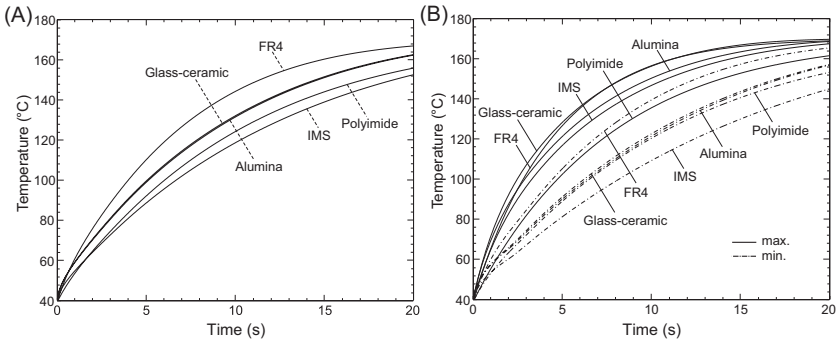 (A)
180
160
140
120
100
80
60
40
Temperature (°C)
FR4
Glass-ceramic
Polyimide
IMS
Alumina
0
5
10
15
20
Time (s)
(B)
180
160
140
120
100
80
60
40
Temperature (°C)
Alumina
Polyimide
IMS
Glass-ceramic
FR4
Polyimide
Alumina
IMS
FR4
Glass-ceramic
max.
min.
0
5
10
15
20
Time (s)